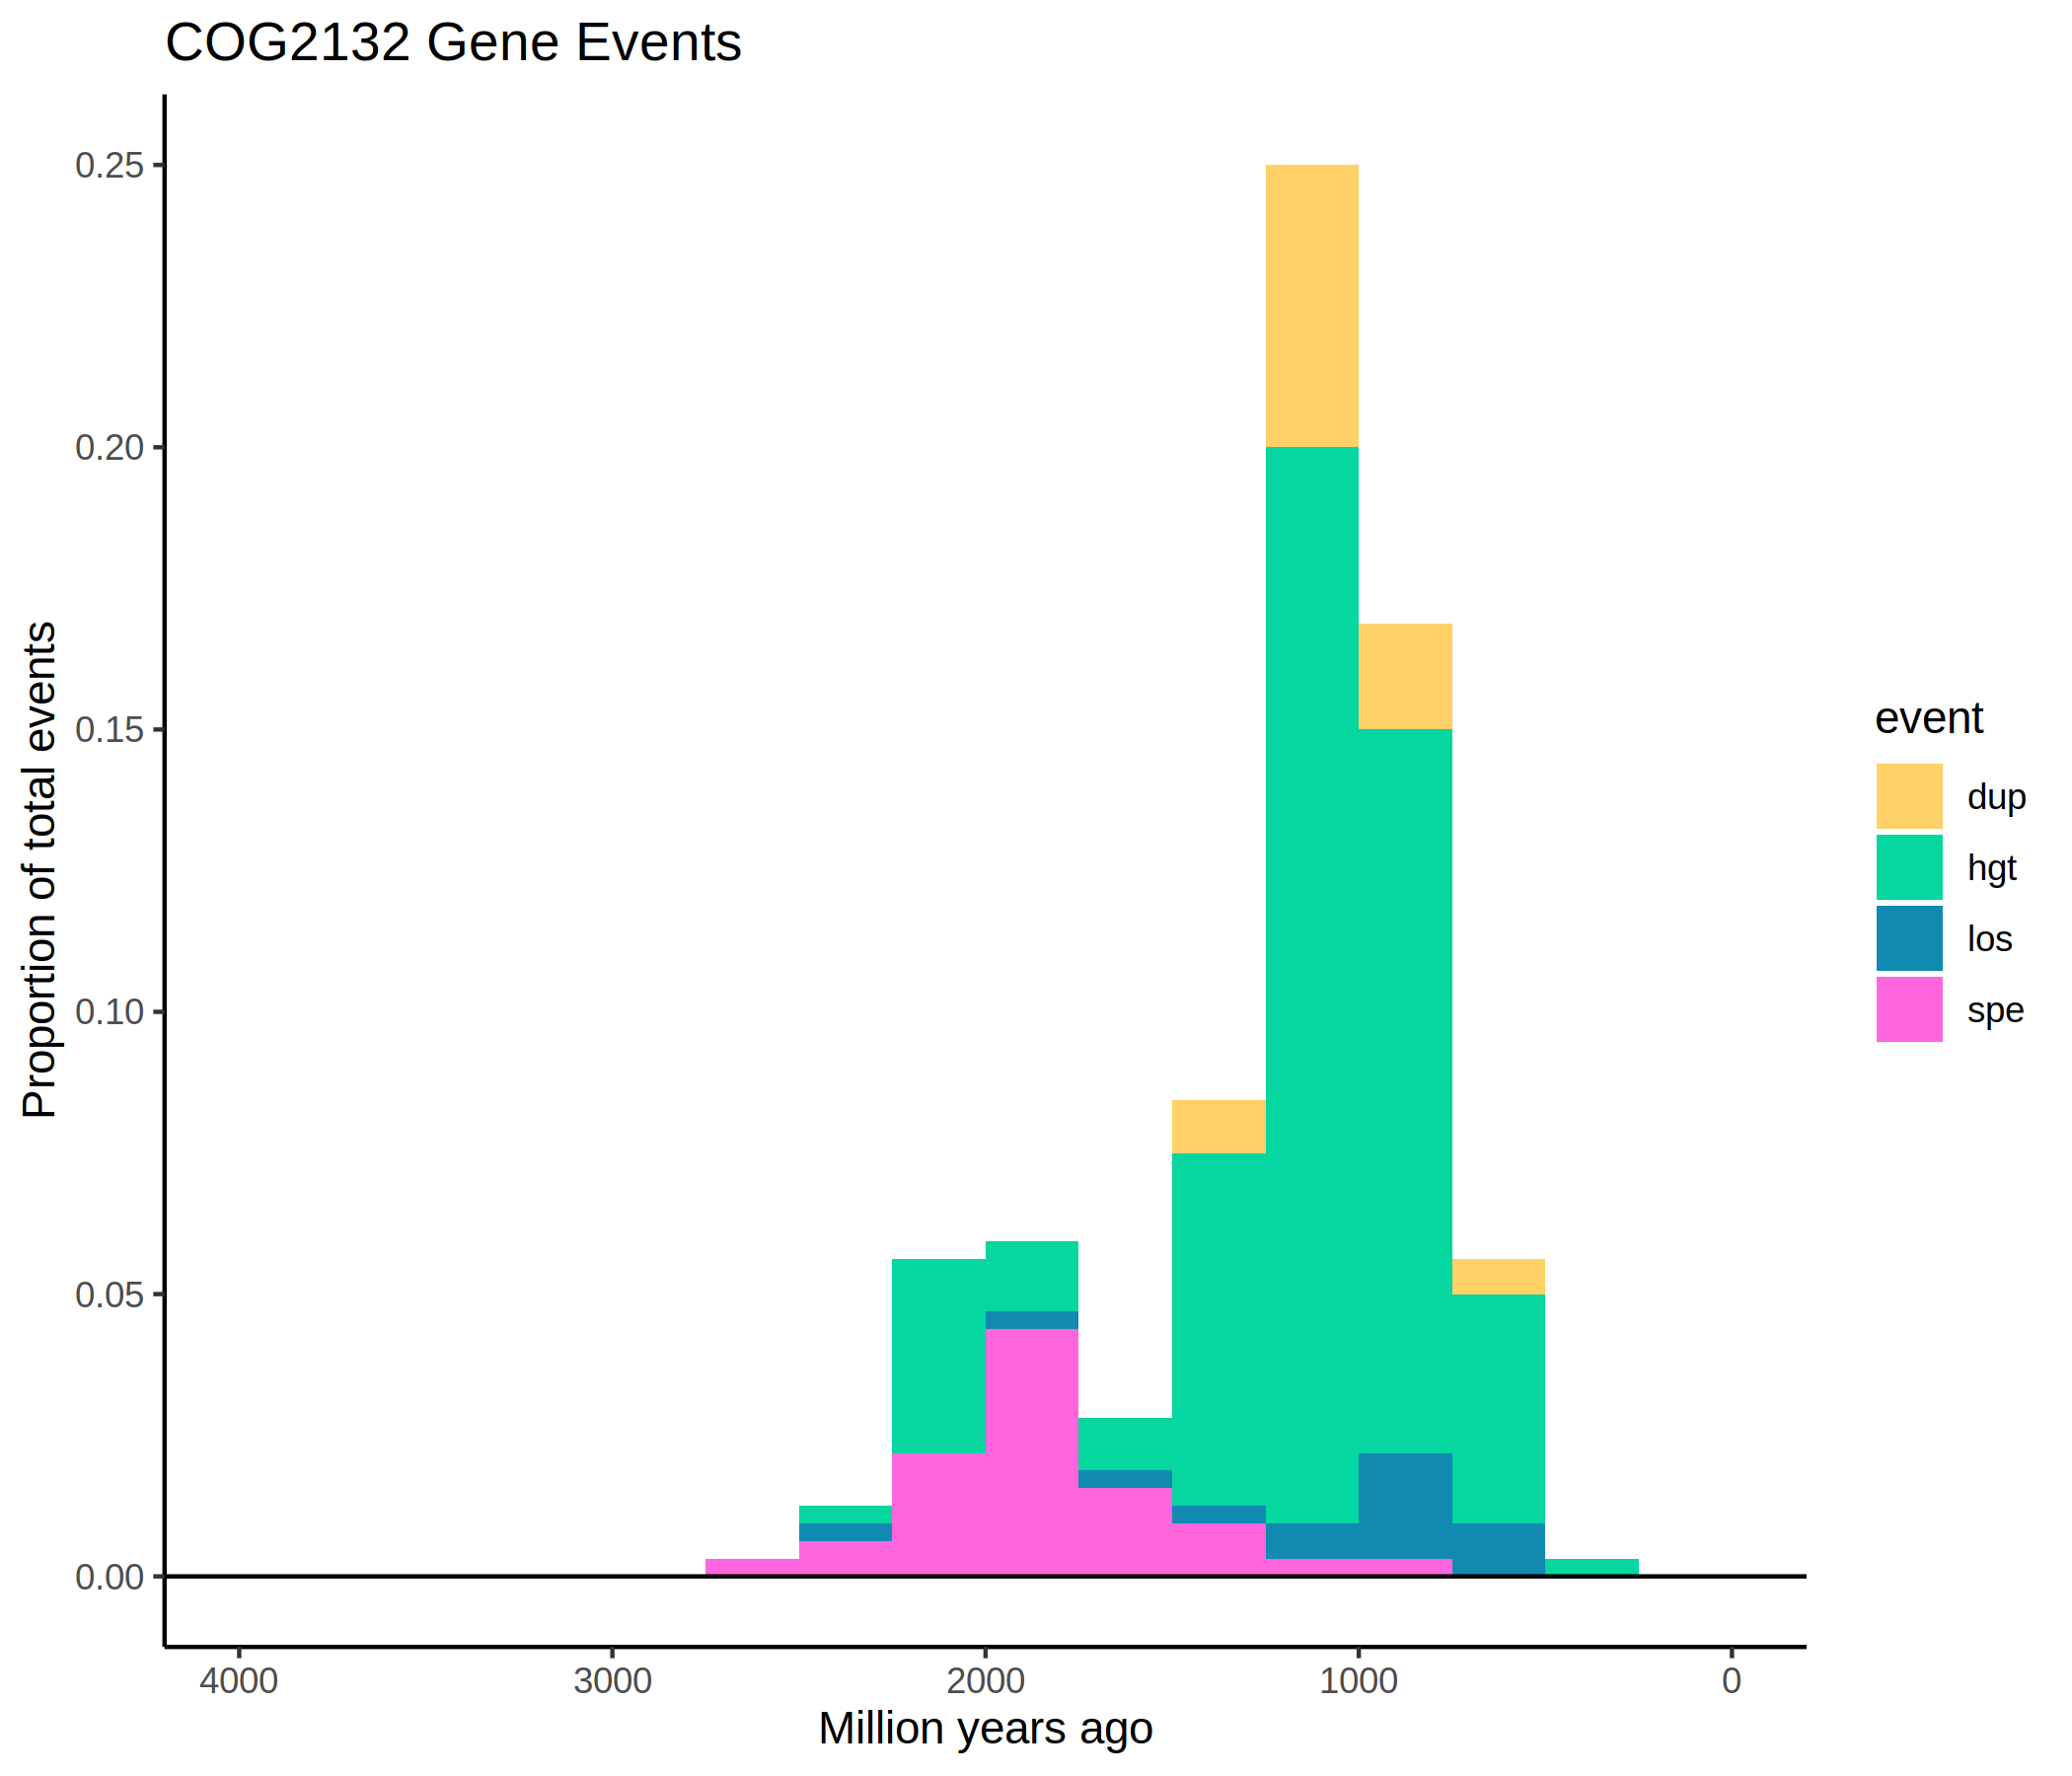 COG2132 Gene Events
Proportion of total events
0.25
0.20
0.15
0.10
0.05
0.00
4000 3000 2000 1000 0
Million years ago
event
dup
hgt
los
spe